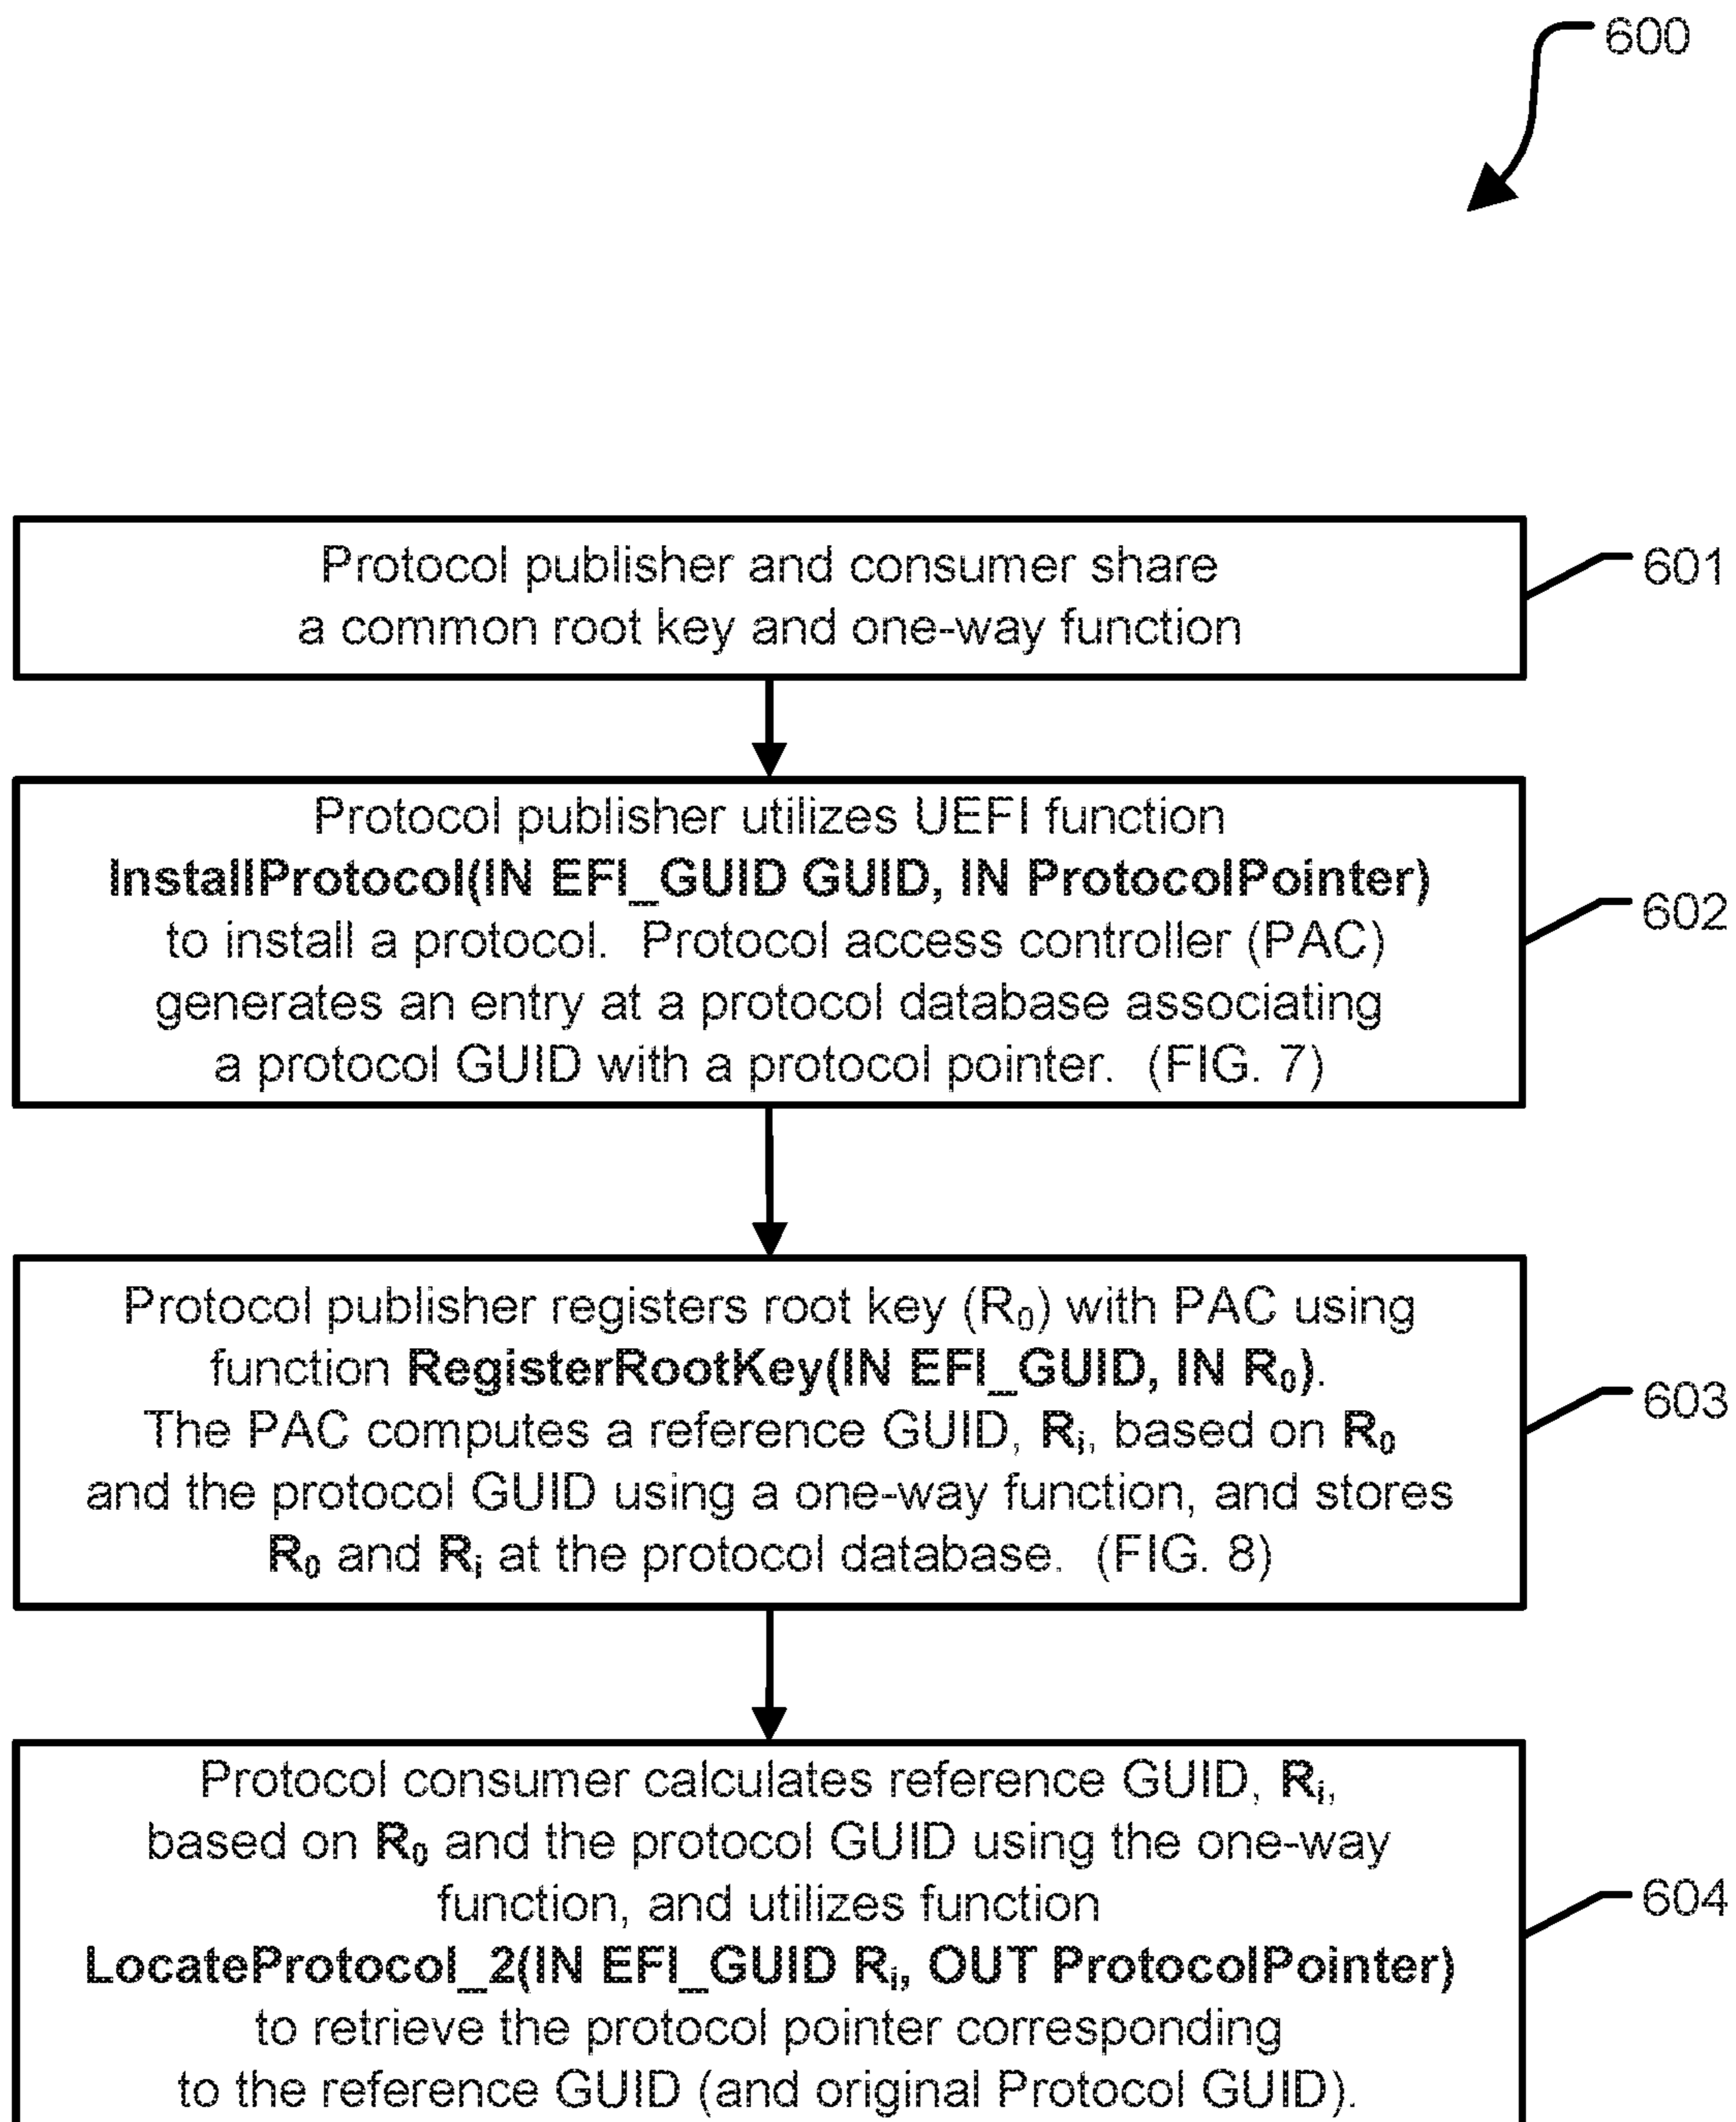 600
Protocol publisher and consumer share
a common root key and one-way function
601
Protocol publisher utilizes UEFI function
InstallProtocol(IN EFI_GUID GUID, IN ProtocolPointer)
to install a protocol. Protocol access controller (PAC)
generates an entry at a protocol database associating
a protocol GUID with a protocol pointer. (FIG. 7)
602
Protocol publisher registers root key (R₀) with PAC using
function RegisterRootKey(IN EFI_GUID, IN R₀).
The PAC computes a reference GUID, Rᵢ, based on R₀
and the protocol GUID using a one-way function, and stores
R₀ and Rᵢ at the protocol database. (FIG. 8)
603
Protocol consumer calculates reference GUID, Rᵢ,
based on R₀ and the protocol GUID using the one-way
function, and utilizes function
LocateProtocol_2(IN EFI_GUID Rᵢ, OUT ProtocolPointer)
to retrieve the protocol pointer corresponding
to the reference GUID (and original Protocol GUID).
604